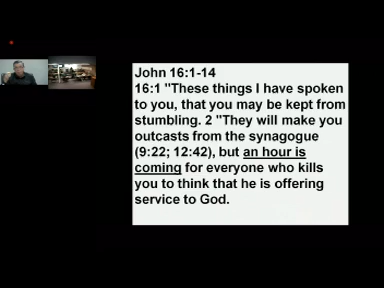 John 16:1-14
16:1 "These things I have spoken
to you, that you may be kept from
stumbling. 2 "They will make you
outcasts from the synagogue
(9:22; 12:42), but an hour is
coming for everyone who kills
you to think that he is offering
service to God.